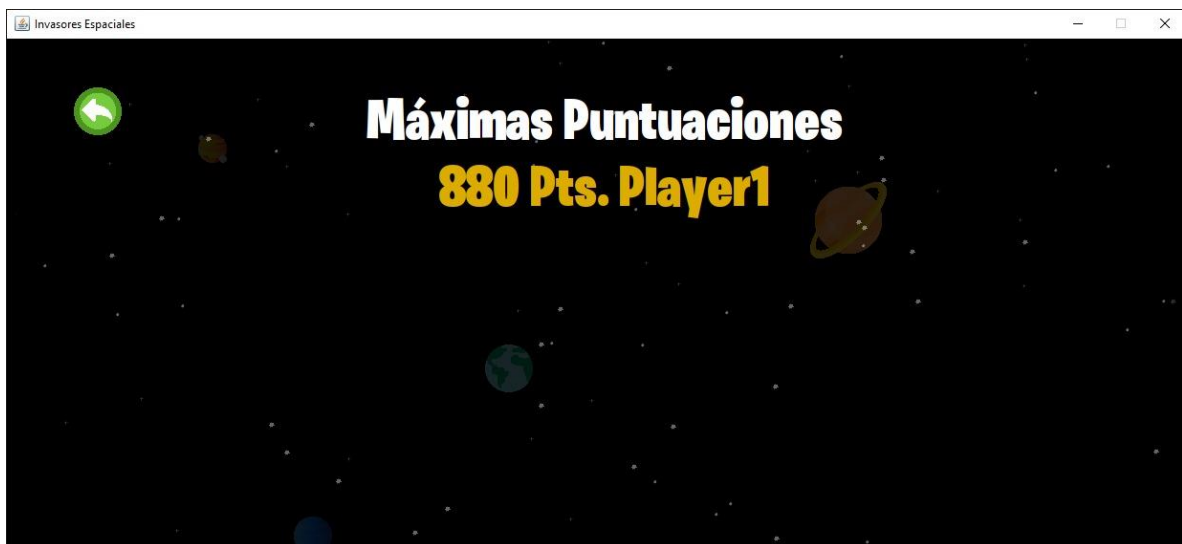 Invasores Espaciales
Máximas Puntuaciones
880 Pts. Player1